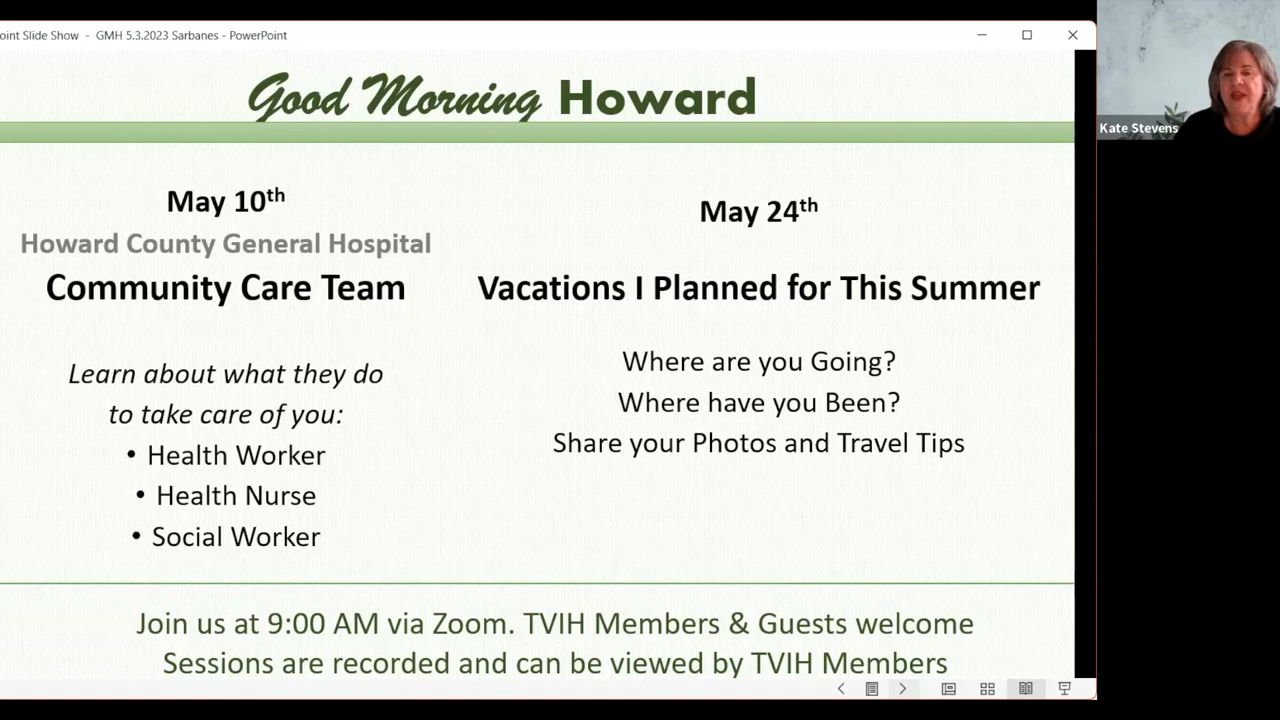 oint Slide Show - GMH 5.3.2023 Sarbanes - PowerPoint
Good Morning Howard
May 10th
Howard County General Hospital
Community Care Team
Learn about what they do
to take care of you:
• Health Worker
• Health Nurse
• Social Worker
May 24th
Vacations I Planned for This Summer
Where are you Going?
Where have you Been?
Share your Photos and Travel Tips
Join us at 9:00 AM via Zoom. TVIH Members & Guests welcome
Sessions are recorded and can be viewed by TVIH Members
Kate Stevens